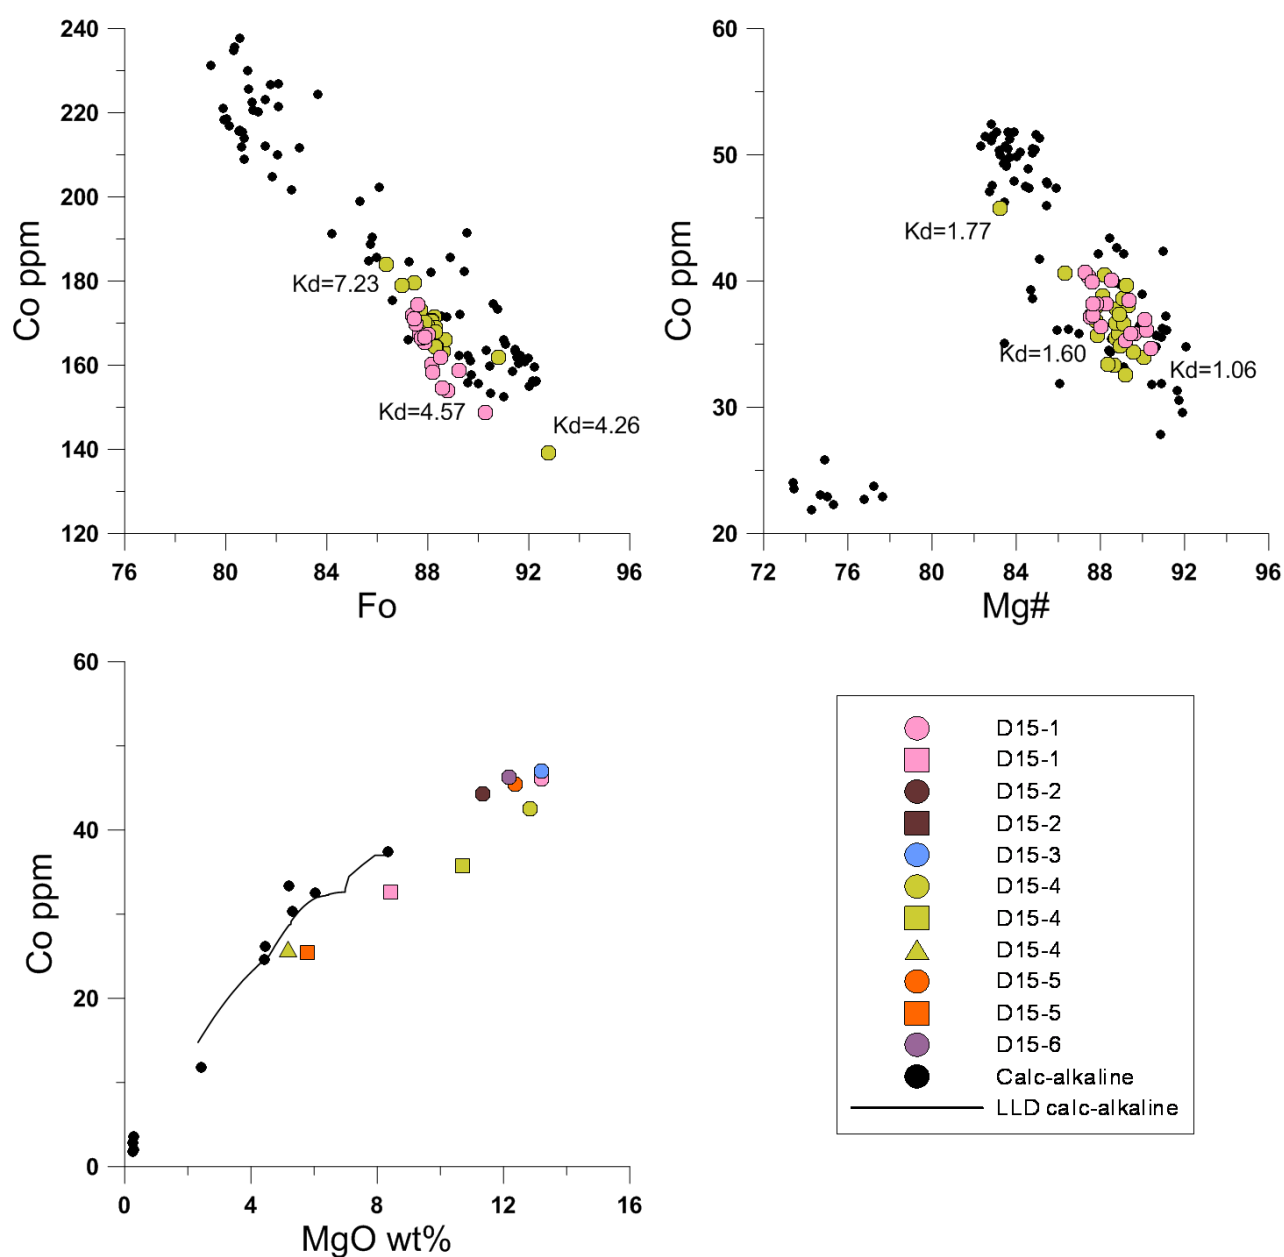 240
220
200
180
160
140
120
Co ppm
76
80
84
88
92
96
Fo
Kd=7.23
Kd=4.57
Kd=4.26
60
50
40
30
20
Co ppm
72
76
80
84
88
92
96
Mg#
Kd=1.77
Kd=1.60
Kd=1.06
60
40
20
0
Co ppm
0
4
8
12
16
MgO wt%
D15-1
D15-1
D15-2
D15-2
D15-3
D15-4
D15-4
D15-4
D15-5
D15-5
D15-6
Calc-alkaline
LLD calc-alkaline